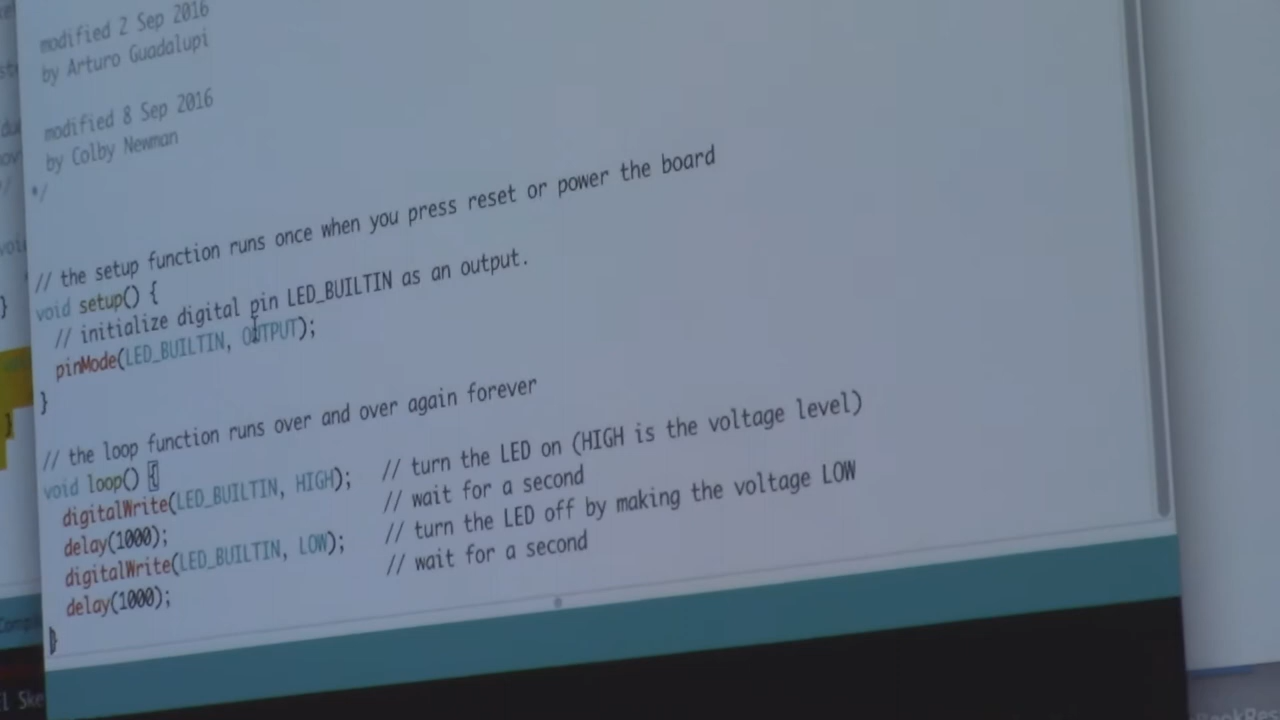 modified 2 Sep 2016
by Arturo Guadalupi
modified 8 Sep 2016
by Colby Newman
*/
// the setup function runs once when you press reset or power the board
void setup() {
  // initialize digital pin LED_BUILTIN as an output.
  pinMode(LED_BUILTIN, OUTPUT);
}
// the loop function runs over and over again forever
void loop() {
  digitalWrite(LED_BUILTIN, HIGH);   // turn the LED on (HIGH is the voltage level)
  delay(1000);                       // wait for a second
  digitalWrite(LED_BUILTIN, LOW);    // turn the LED off by making the voltage LOW
  delay(1000);                       // wait for a second
}